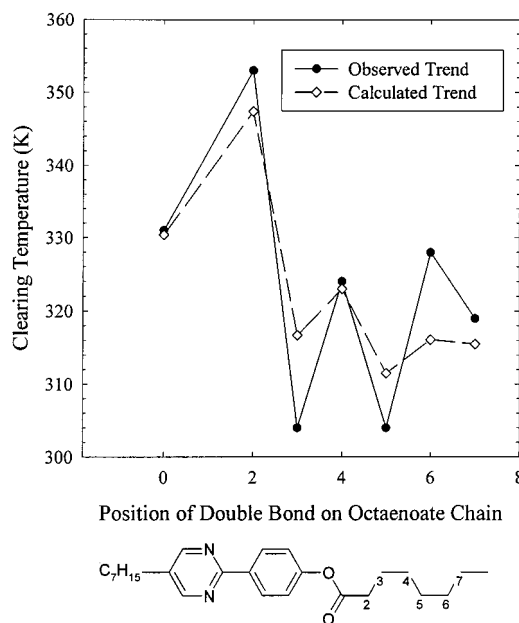 Clearing Temperature (K)
360
350
340
330
320
310
300
Observed Trend
Calculated Trend
0 2 3 4 5 6 7 8
Position of Double Bond on Octaenoate Chain
C7H15
N
N
O
O
2
3
4
5
6
7